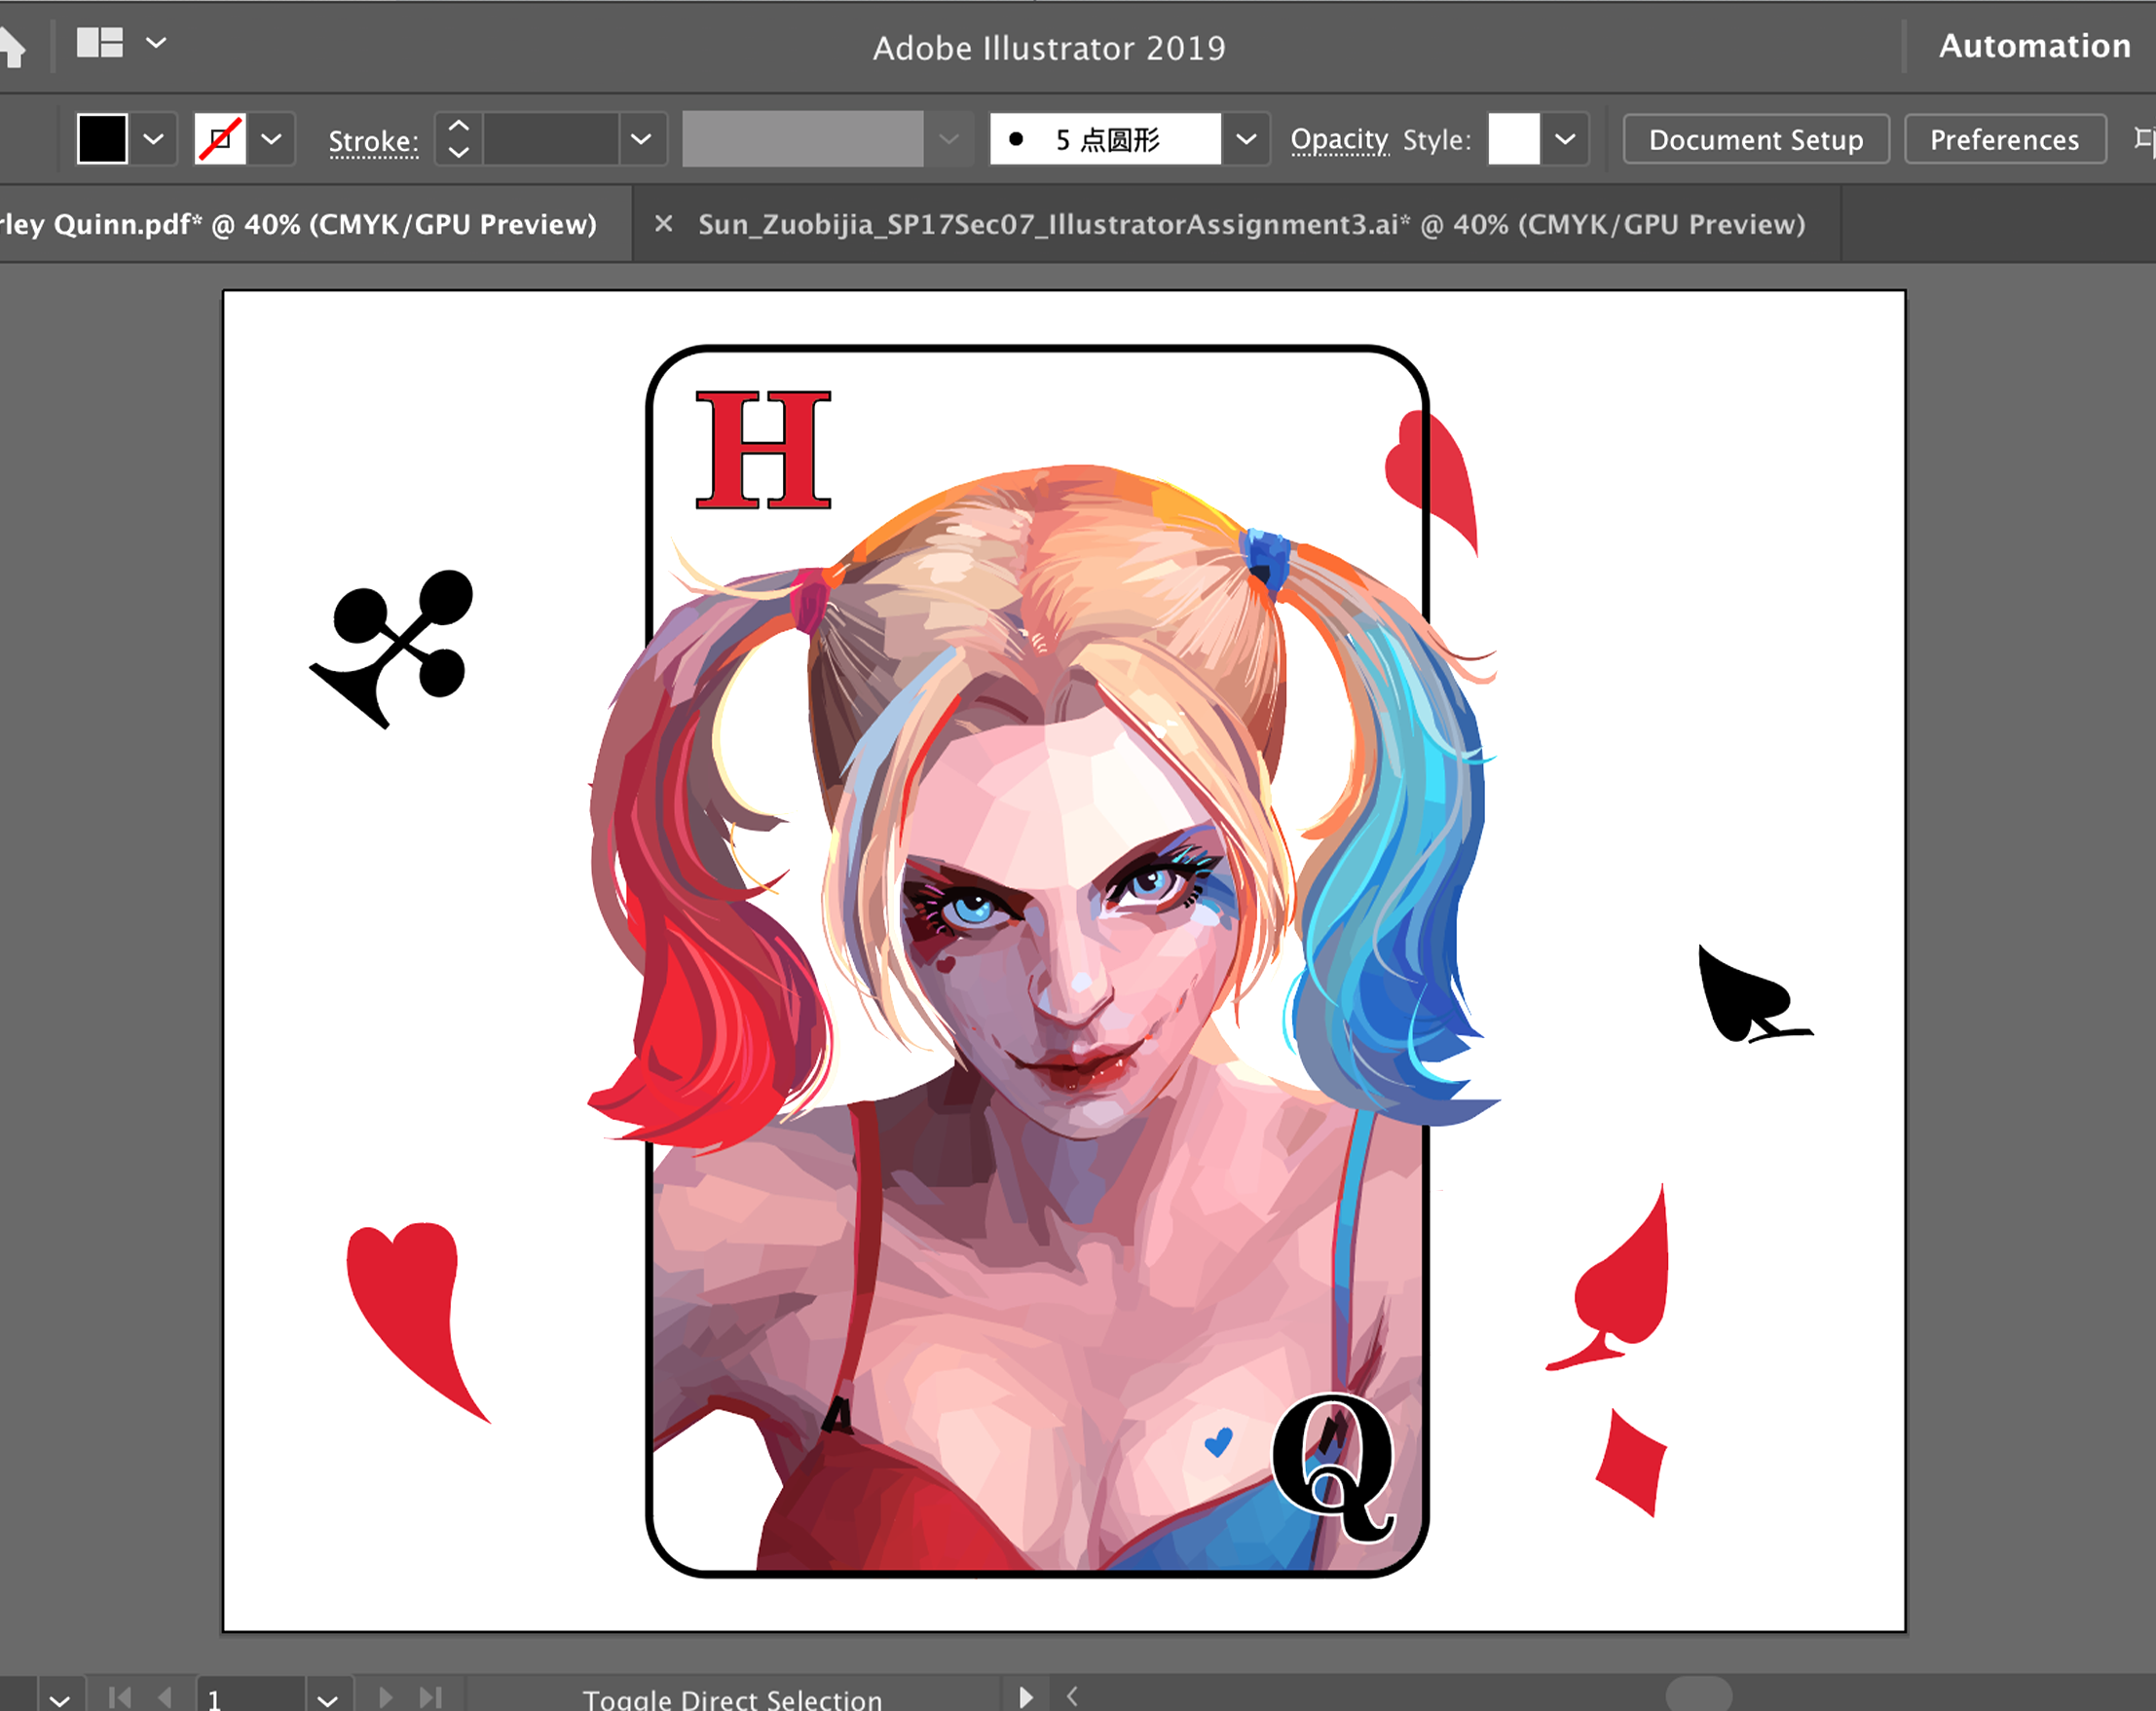 Adobe Illustrator 2019
Automation
Stroke:
5 点圆形
Opacity
Style:
Document Setup
Preferences
rley Quinn.pdf* @ 40% (CMYK/GPU Preview)
× Sun_Zuobijia_SP17Sec07_IllustratorAssignment3.ai* @ 40% (CMYK/GPU Preview)
H
Q
1
Toggle Direct Selection